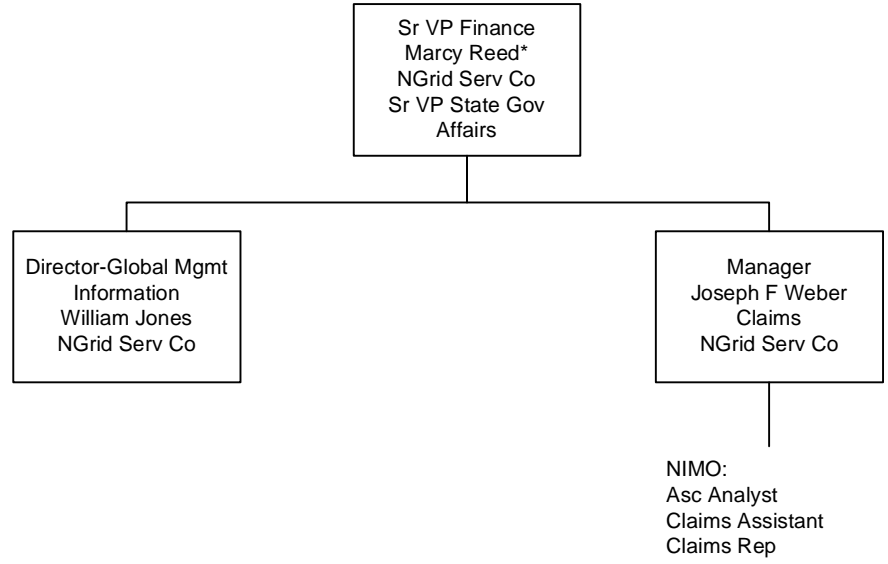 Sr VP Finance
Marcy Reed*
NGrid Serv Co
Sr VP State Gov
Affairs
Director-Global Mgmt
Information
William Jones
NGrid Serv Co
Manager
Joseph F Weber
Claims
NGrid Serv Co
NIMO:
Asc Analyst
Claims Assistant
Claims Rep